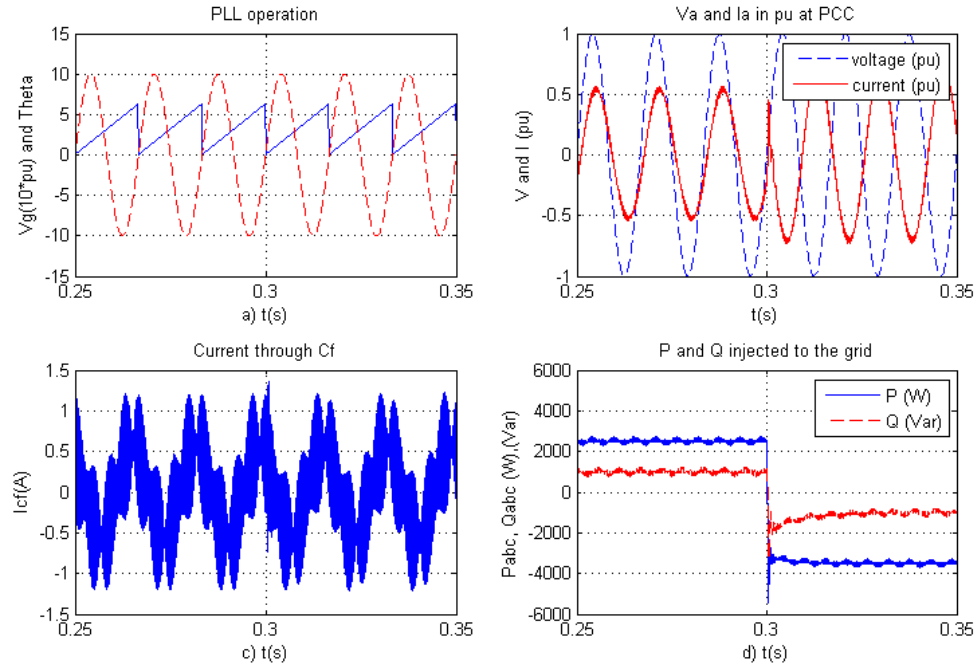 PLL operation
15
10
5
0
-5
-10
-15
Vg(10*pu) and Theta
0.25
0.3
0.35
a) t(s)
Va and Ia in pu at PCC
1
0.5
0
-0.5
-1
V and I (pu)
voltage (pu)
current (pu)
0.25
0.3
0.35
t(s)
Current through Cf
1.5
1
0.5
0
-0.5
-1
-1.5
Icf(A)
0.25
0.3
0.35
c) t(s)
P and Q injected to the grid
6000
4000
2000
0
-2000
-4000
-6000
Pabc, Qabc (W),(Var)
P (W)
Q (Var)
0.25
0.3
0.35
d) t(s)